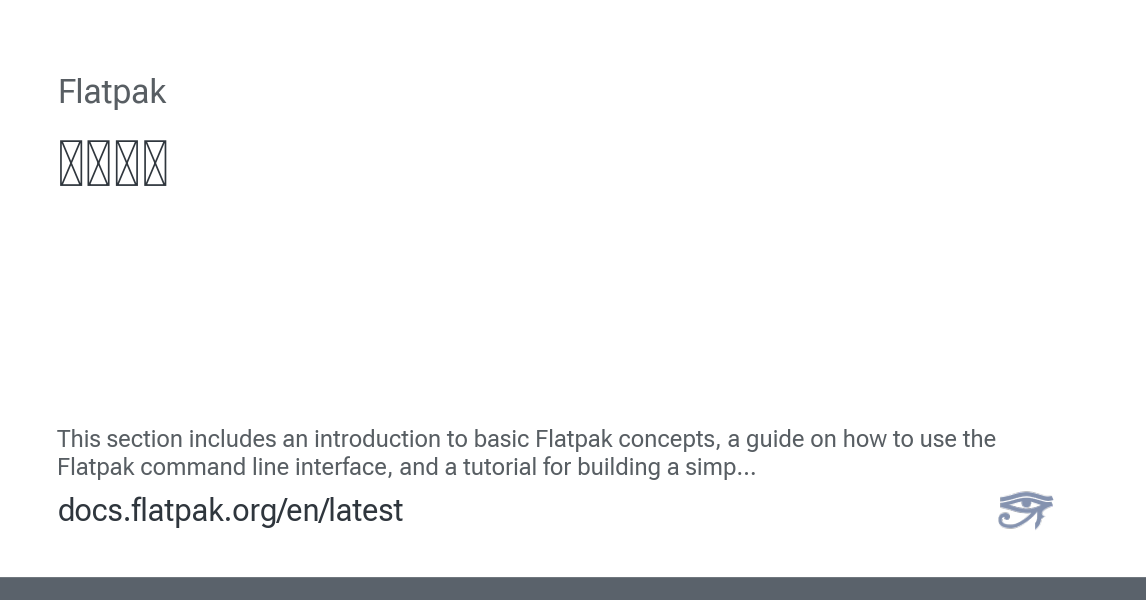 Flatpak
This section includes an introduction to basic Flatpak concepts, a guide on how to use the
Flatpak command line interface, and a tutorial for building a simp...
docs.flatpak.org/en/latest